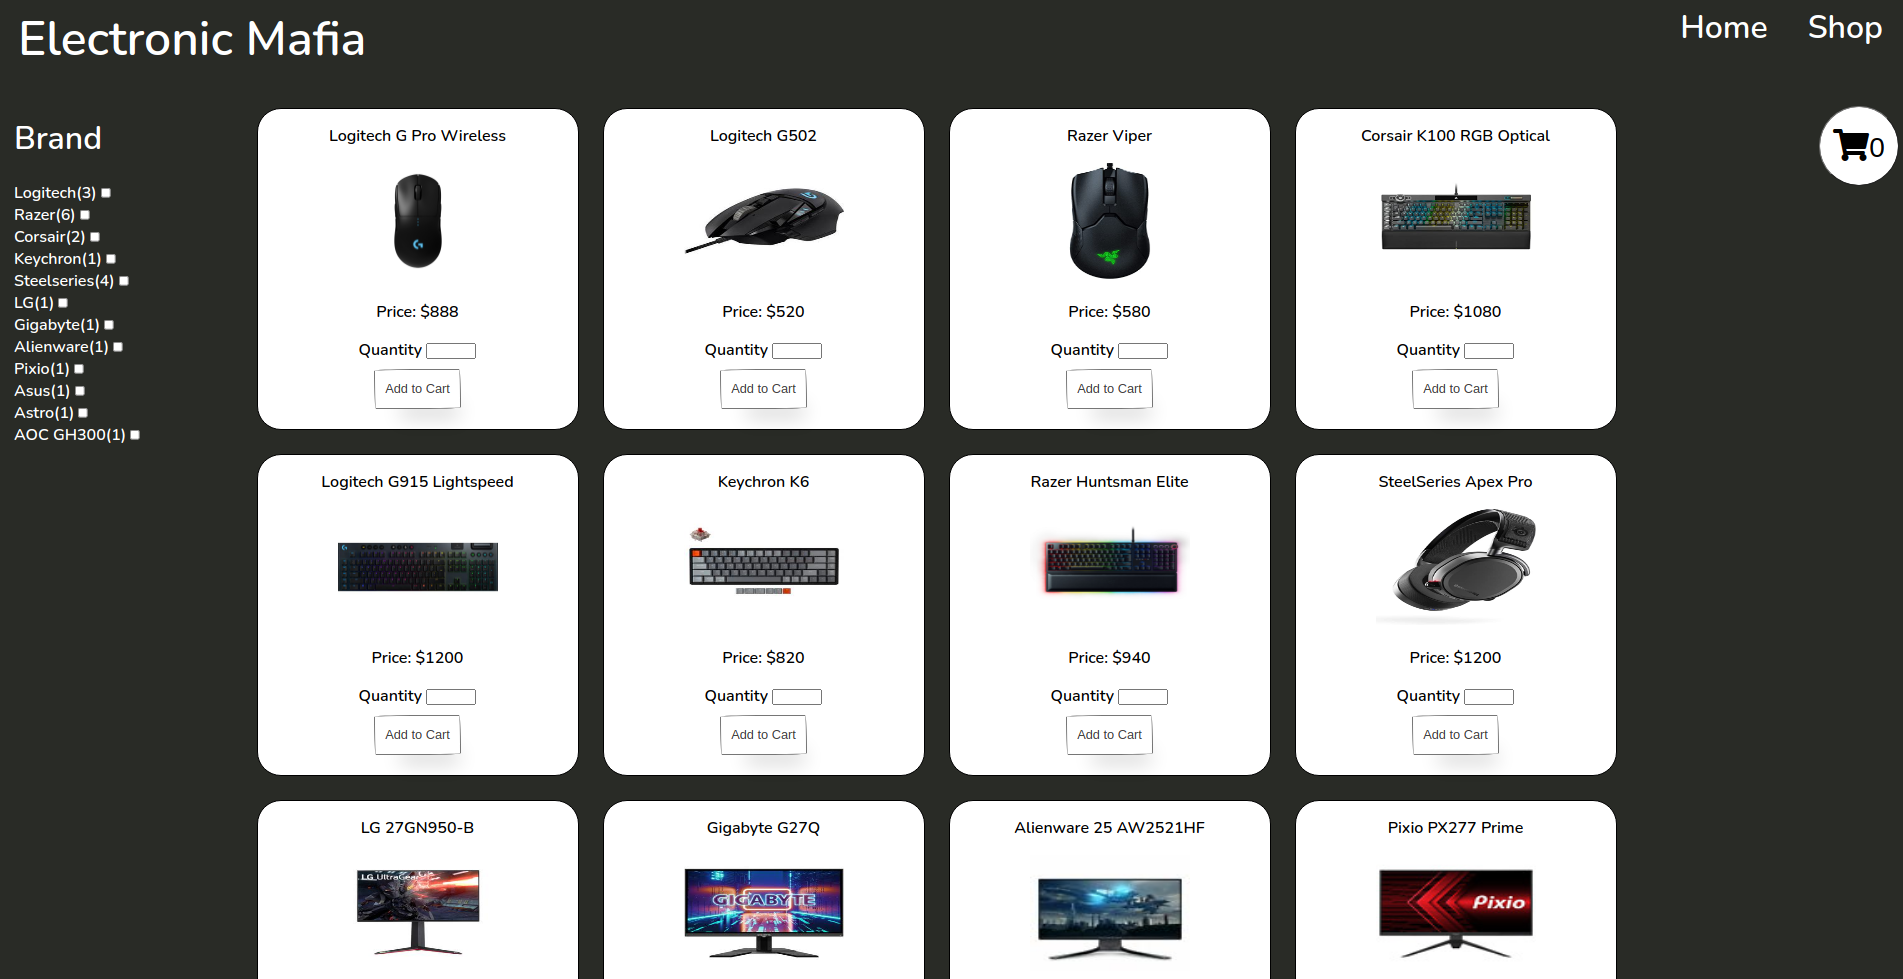 Electronic Mafia
Home
Shop
0
Brand
Logitech(3)
Razer(6)
Corsair(2)
Keychron(1)
Steelseries(4)
LG(1)
Gigabyte(1)
Alienware(1)
Pixio(1)
Asus(1)
Astro(1)
AOC GH300(1)
Logitech G Pro Wireless
Price: $888
Quantity
Add to Cart
Logitech G502
Price: $520
Quantity
Add to Cart
Razer Viper
Price: $580
Quantity
Add to Cart
Corsair K100 RGB Optical
Price: $1080
Quantity
Add to Cart
Logitech G915 Lightspeed
Price: $1200
Quantity
Add to Cart
Keychron K6
Price: $820
Quantity
Add to Cart
Razer Huntsman Elite
Price: $940
Quantity
Add to Cart
SteelSeries Apex Pro
Price: $1200
Quantity
Add to Cart
LG 27GN950-B
LG UltraGear
Gigabyte G27Q
GIGABYTE
Alienware 25 AW2521HF
Pixio PX277 Prime
Pixio